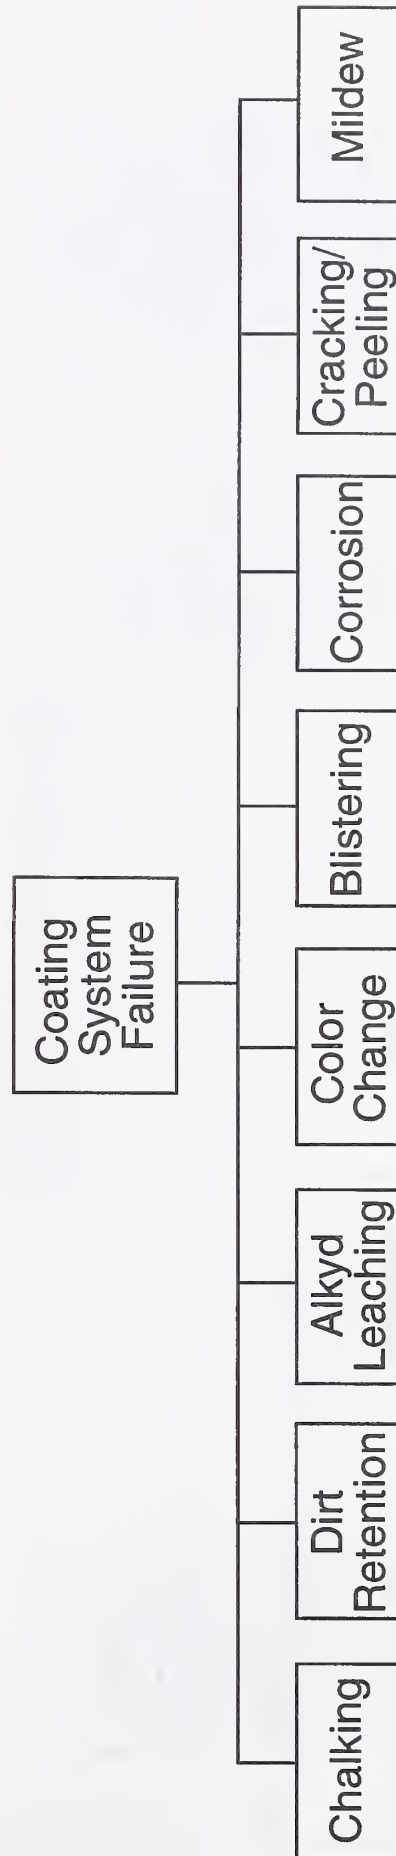 Coating
System
Failure
Chalking
Dirt
Retention
Alkyd
Leaching
Color
Change
Blistering
Corrosion
Cracking/
Peeling
Mildew